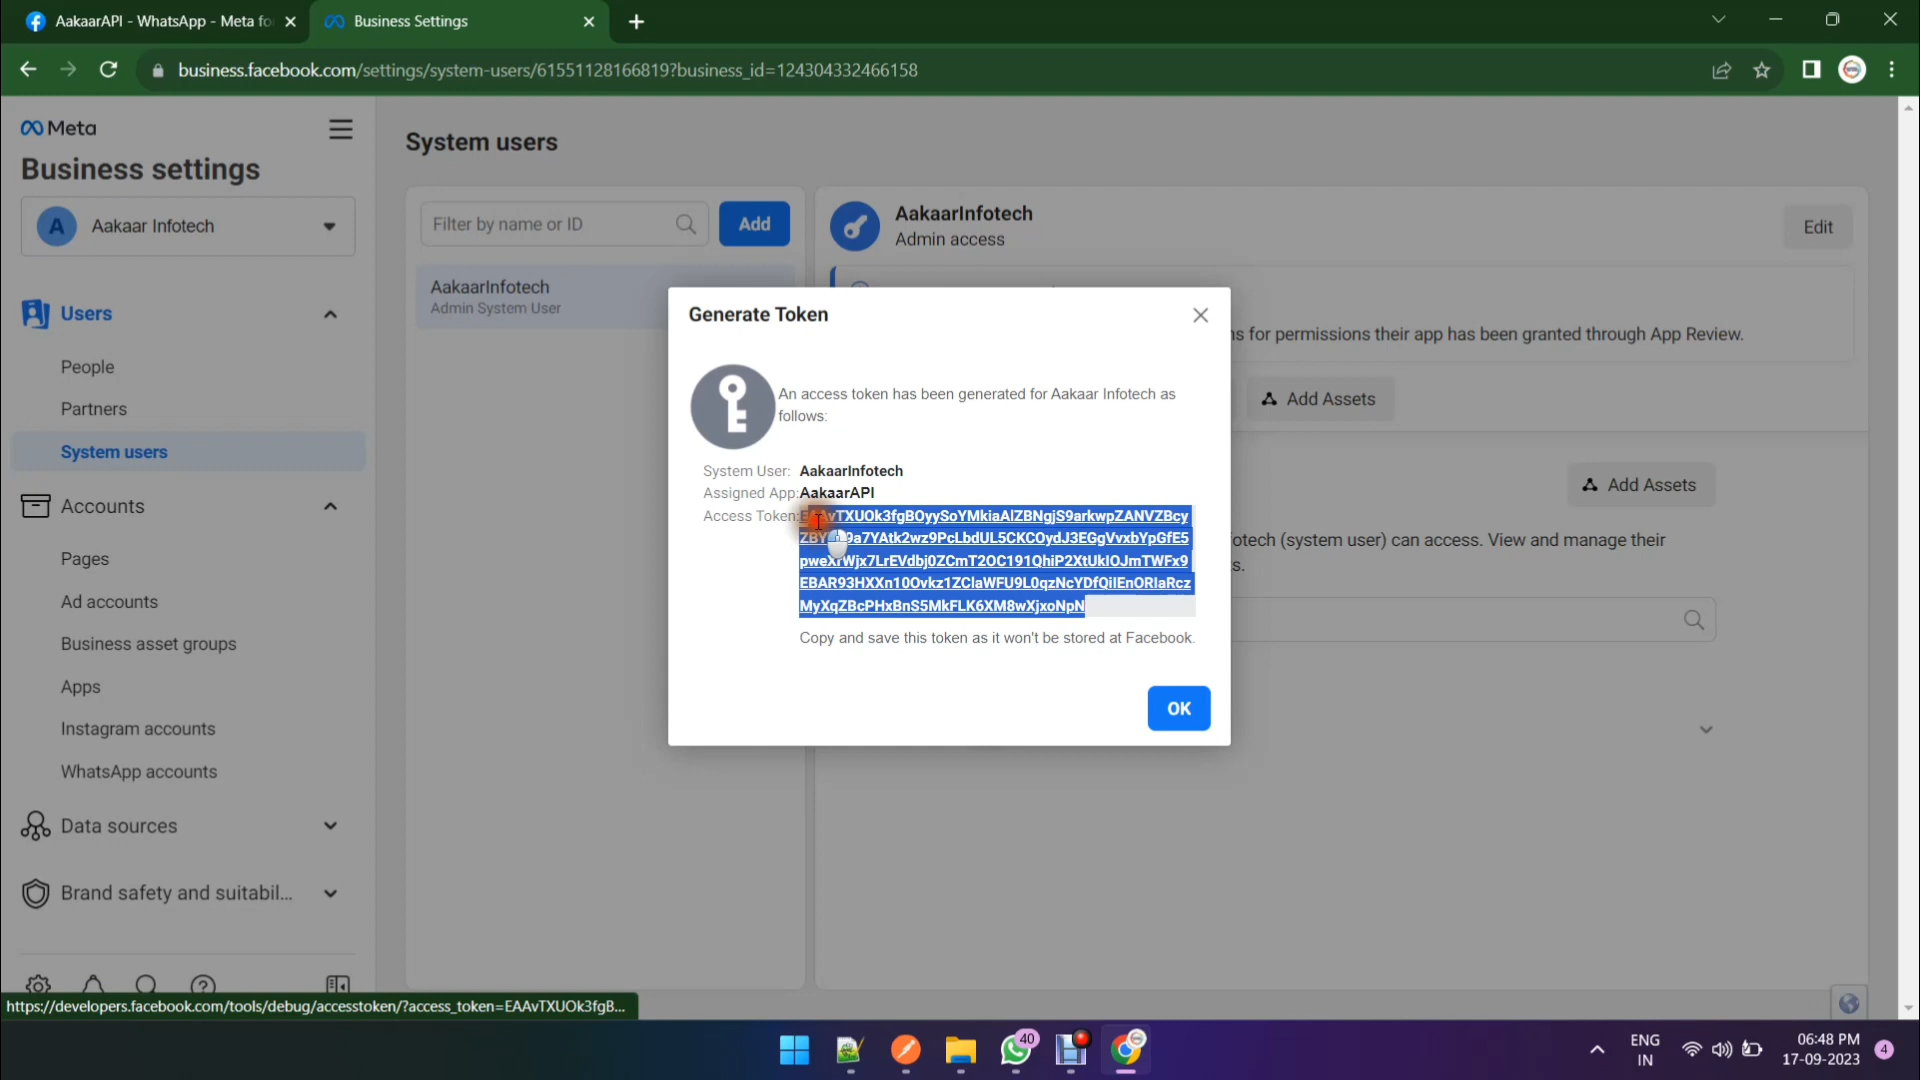 AakaarAPI - WhatsApp - Meta fo
Business Settings
business.facebook.com/settings/system-users/61551128166819?business_id=124304332466158
Meta
Business settings
A
Aakaar Infotech
Users
People
Partners
System users
Accounts
Pages
Ad accounts
Business asset groups
Apps
Instagram accounts
WhatsApp accounts
Data sources
Brand safety and suitabil...
System users
Filter by name or ID
Add
AakaarInfotech
Admin System User
AakaarInfotech
Admin access
Edit
ns for permissions their app has been granted through App Review.
Add Assets
Add Assets
otech (system user) can access. View and manage their
s.
Generate Token
An access token has been generated for Aakaar Infotech as
follows:
System User: AakaarInfotech
Assigned App: AakaarAPI
Access Token:
pweXrWjx7LrEVdbj0ZCmT2OC191QhiP2XtUkIOJmTWFx9
EBAR93HXXn10Ovkz1ZClaWFU9L0qzNcYDfQilEnORlaRcz
MyXqZBcPHxBnS5MkFLK6XM8wXjxoNpN
Copy and save this token as it won't be stored at Facebook.
OK
https://developers.facebook.com/tools/debug/accesstoken/?access_token=EAAvTXUOk3fgB...
40
ENG
IN
06:48 PM
17-09-2023
4